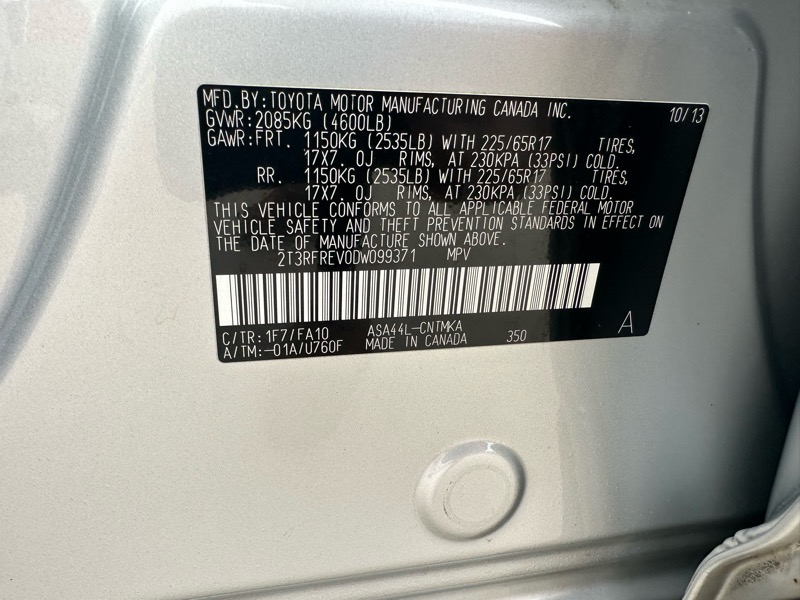 MFD. BY: TOYOTA MOTOR MANUFACTURING CANADA INC. 10/13
GVWR: 2085KG (4600LB)
GAWR: FRT. 1150KG (2535LB) WITH 225/65R17 TIRES,
17X7. 0J RIMS, AT 230KPA (33PSI) COLD.
RR. 1150KG (2535LB) WITH 225/65R17 TIRES,
17X7. 0J RIMS, AT 230KPA (33PSI) COLD.
THIS VEHICLE CONFORMS TO ALL APPLICABLE FEDERAL MOTOR
VEHICLE SAFETY AND THEFT PREVENTION STANDARDS IN EFFECT ON
THE DATE OF MANUFACTURE SHOWN ABOVE.
2T3RFREV0DW099371 MPV
C/TR: 1F7/FA10 ASA44L-CNTMKA 350 A
A/TM: -01A/U760F MADE IN CANADA